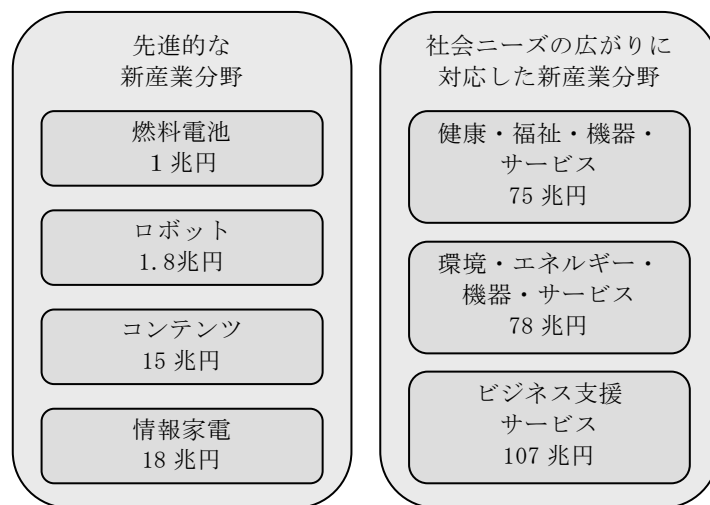 先進的な
新産業分野
燃料電池
1 兆円
ロボット
1.8兆円
コンテンツ
15 兆円
情報家電
18 兆円
社会ニーズの広がりに
対応した新産業分野
健康・福祉・機器・
サービス
75 兆円
環境・エネルギー・
機器・サービス
78 兆円
ビジネス支援
サービス
107 兆円